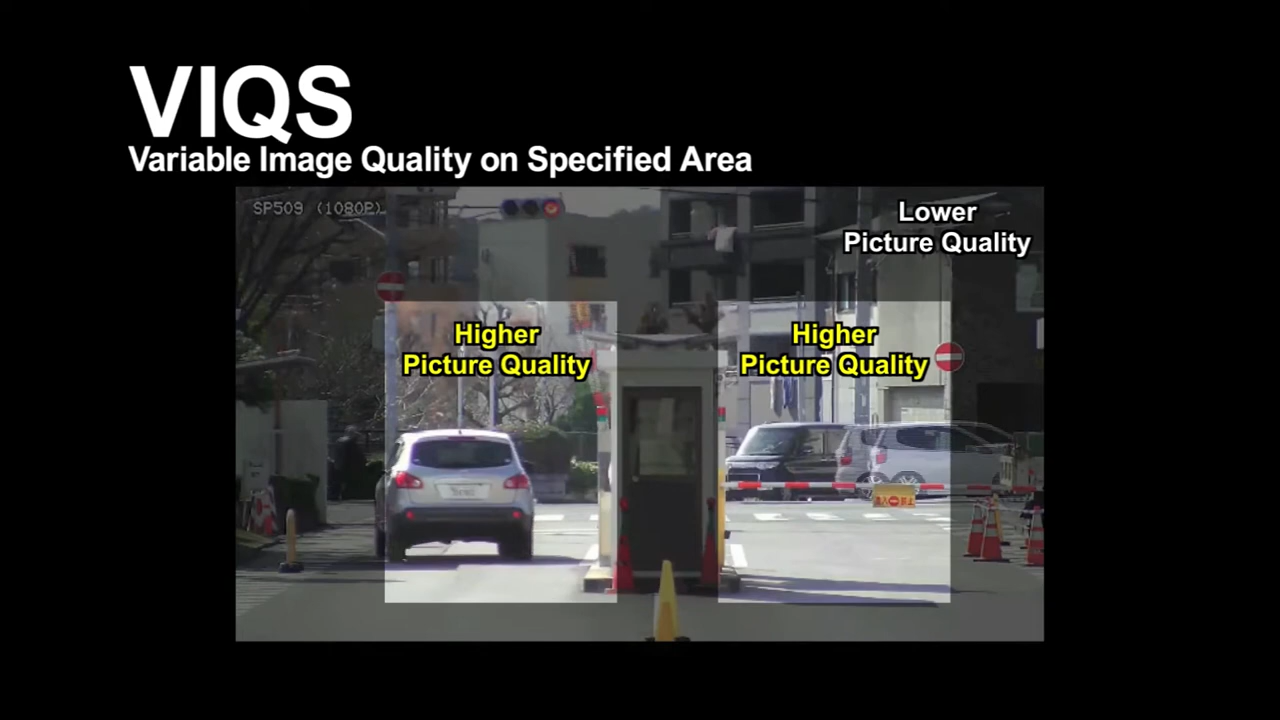 VIQS
Variable Image Quality on Specified Area
SP509 (1080P)
Lower
Picture Quality
Higher
Picture Quality
Higher
Picture Quality